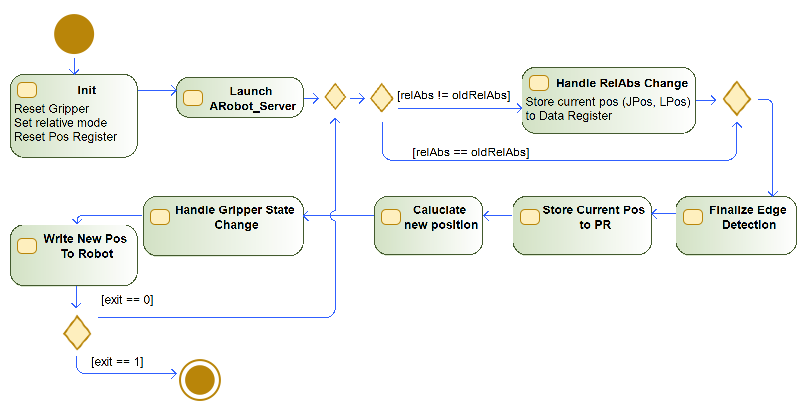 Init
Reset Gripper
Set relative mode
Reset Pos Register
Launch
ARobot_Server
[relAbs != oldRelAbs]
Handle RelAbs Change
Store current pos (JPos, LPos)
to Data Register
[relAbs == oldRelAbs]
Handle Gripper State
Change
Caluclate
new position
Store Current Pos
to PR
Finalize Edge
Detection
Write New Pos
To Robot
[exit == 0]
[exit == 1]